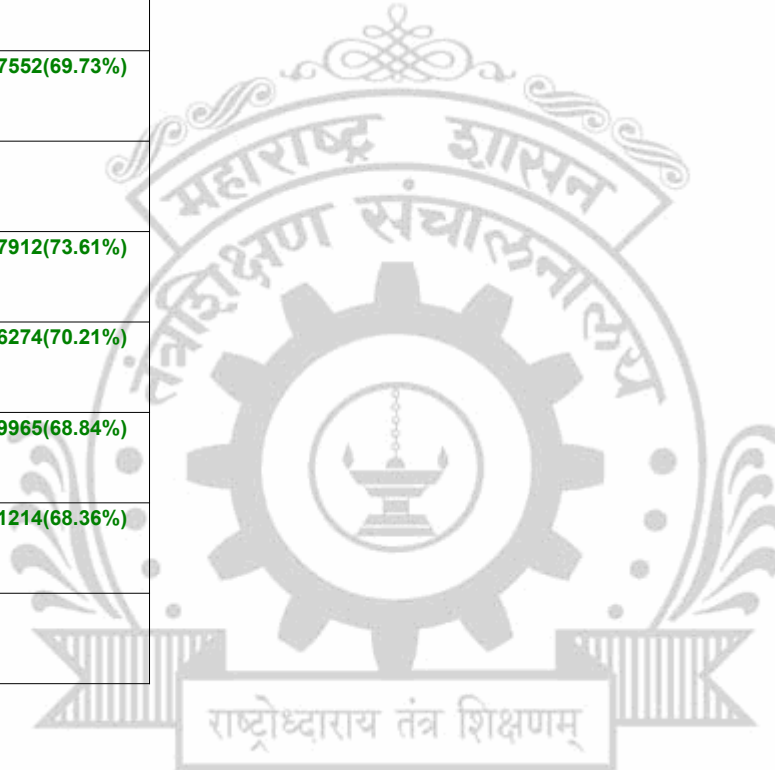 7552(69.73%)
7912(73.61%)
6274(70.21%)
9965(68.84%)
1214(68.36%)
महाराष्ट्र शासन
तंत्रशिक्षण संचालनालय
राष्ट्रोध्दाराय तंत्र शिक्षणम्